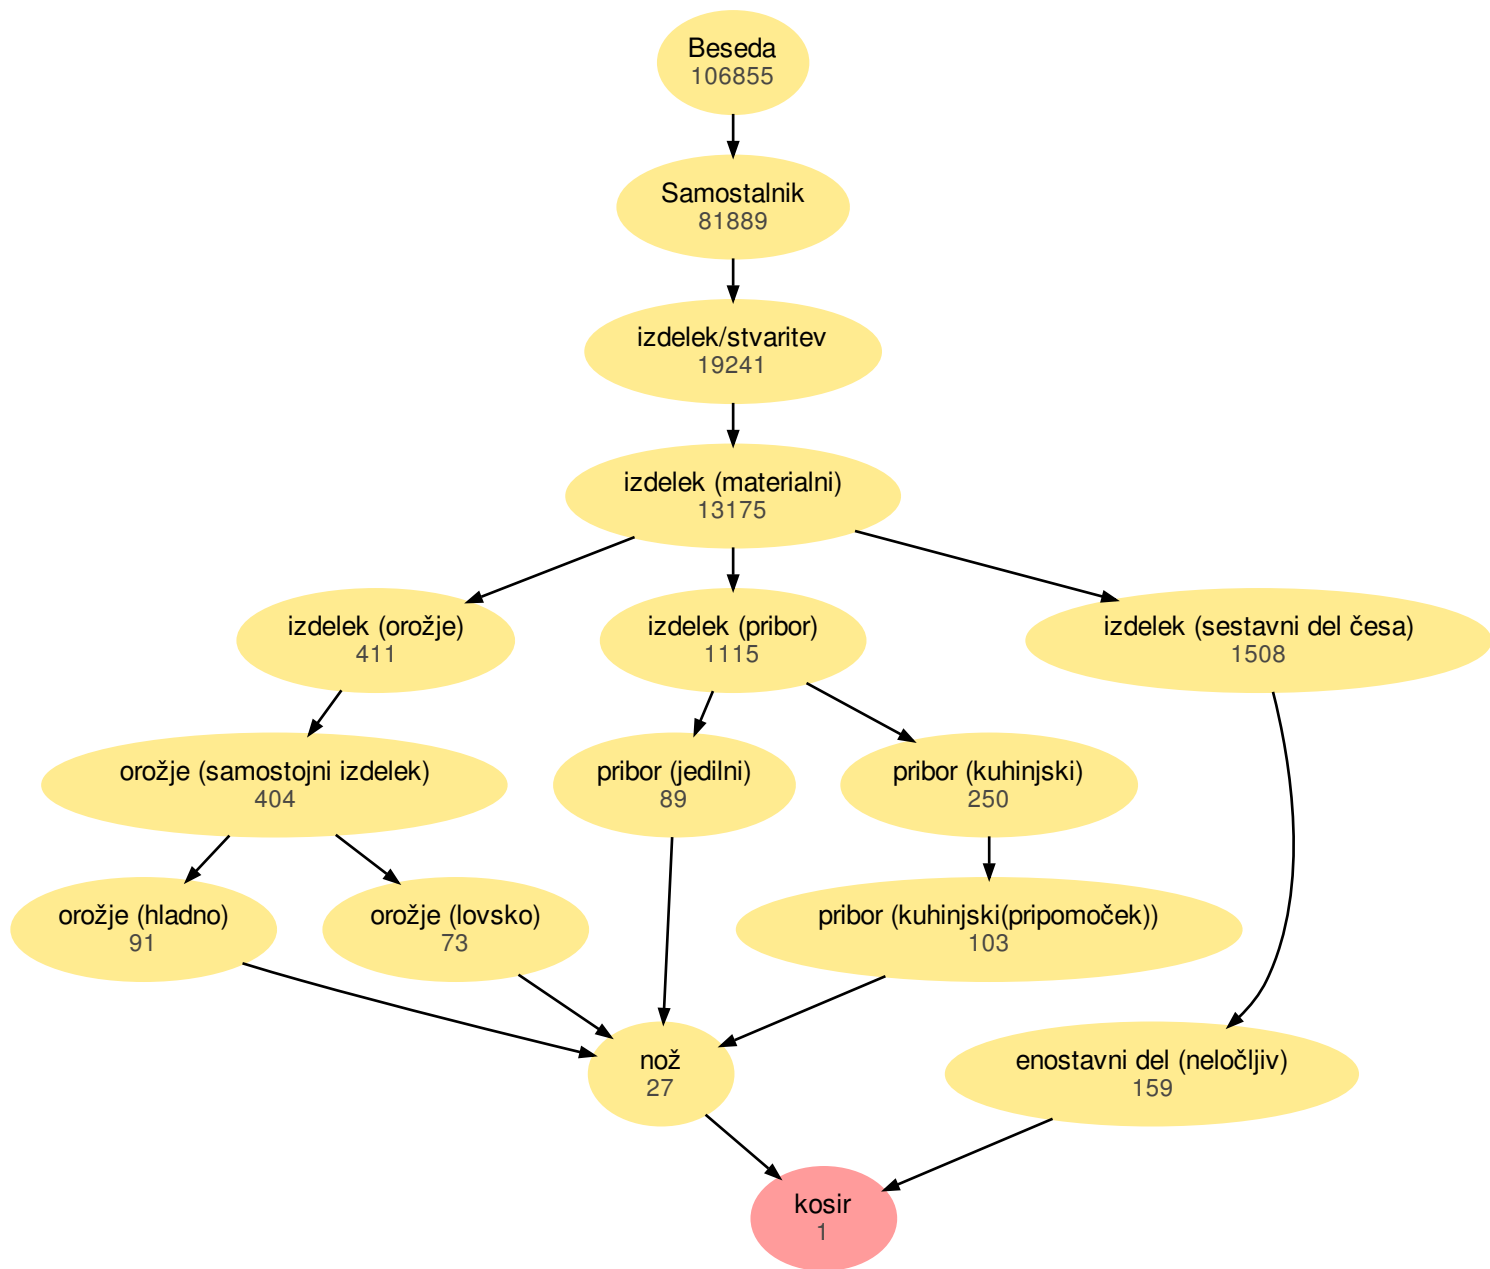 Beseda
106855
Samostalnik
81889
izdelek/stvaritev
19241
izdelek (materialni)
13175
izdelek (orožje)
411
izdelek (pribor)
1115
izdelek (sestavni del česa)
1508
orožje (samostojni izdelek)
404
pribor (jedilni)
89
pribor (kuhinjski)
250
orožje (hladno)
91
orožje (lovsko)
73
pribor (kuhinjski(pripomoček))
103
nož
27
enostavni del (neločljiv)
159
kosir
1